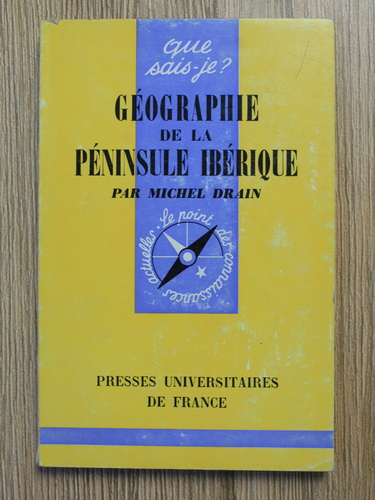 que
sais-je?
GÉOGRAPHIE
DE LA
PÉNINSULE IBÉRIQUE
PAR MICHEL DRAIN
Le point des connaissances actuelles
PRESSES UNIVERSITAIRES
DE FRANCE